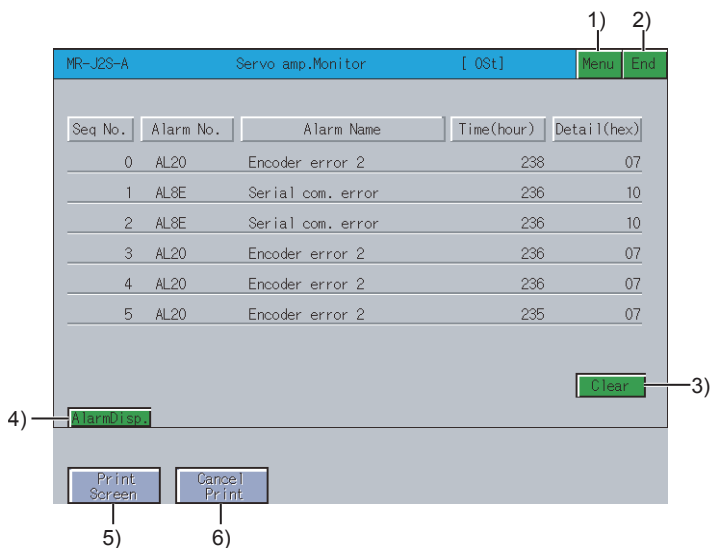 1) 2)
MR-J2S-A Servo amp.Monitor [ 0St] Menu End
Seq No. Alarm No. Alarm Name Time(hour) Detail(hex)
0 AL20 Encoder error 2 238 07
1 AL8E Serial com. error 236 10
2 AL8E Serial com. error 236 10
3 AL20 Encoder error 2 236 07
4 AL20 Encoder error 2 236 07
5 AL20 Encoder error 2 235 07
Clear 3)
4) AlarmDisp.
Print Screen
Cancel Print
5) 6)